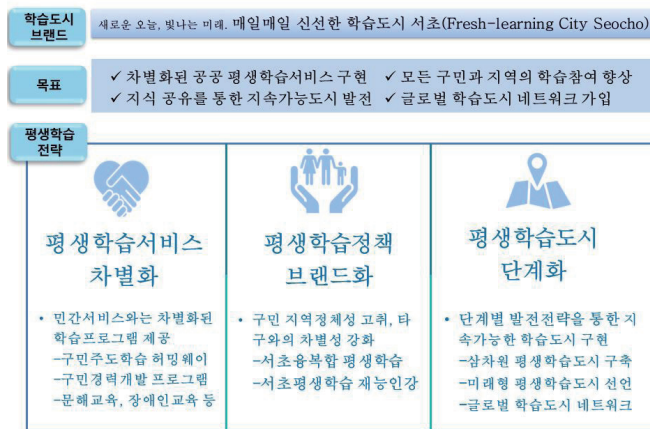 학습도시
브랜드
새로운 오늘, 빛나는 미래. 매일매일 신선한 학습도시 서초(Fresh-learning City Seocho)
목표
✓ 차별화된 공공 평생학습서비스 구현 ✓ 모든 구민과 지역의 학습참여 향상
✓ 지식 공유를 통한 지속가능도시 발전 ✓ 글로벌 학습도시 네트워크 가입
평생학습
전략
평생학습서비스
차별화
• 민간서비스와는 차별화된
학습프로그램 제공
-구민주도학습 허밍웨이
-구민경력개발 프로그램
-문해교육, 장애인교육 등
평생학습정책
브랜드화
• 구민 지역정체성 고취, 타
구와의 차별성 강화
-서초융복합 평생학습
-서초평생학습 재능인강
평생학습도시
단계화
• 단계별 발전전략을 통한 지
속가능한 학습도시 구현
-삼차원 평생학습도시 구축
-미래형 평생학습도시 선언
-글로벌 학습도시 네트워크